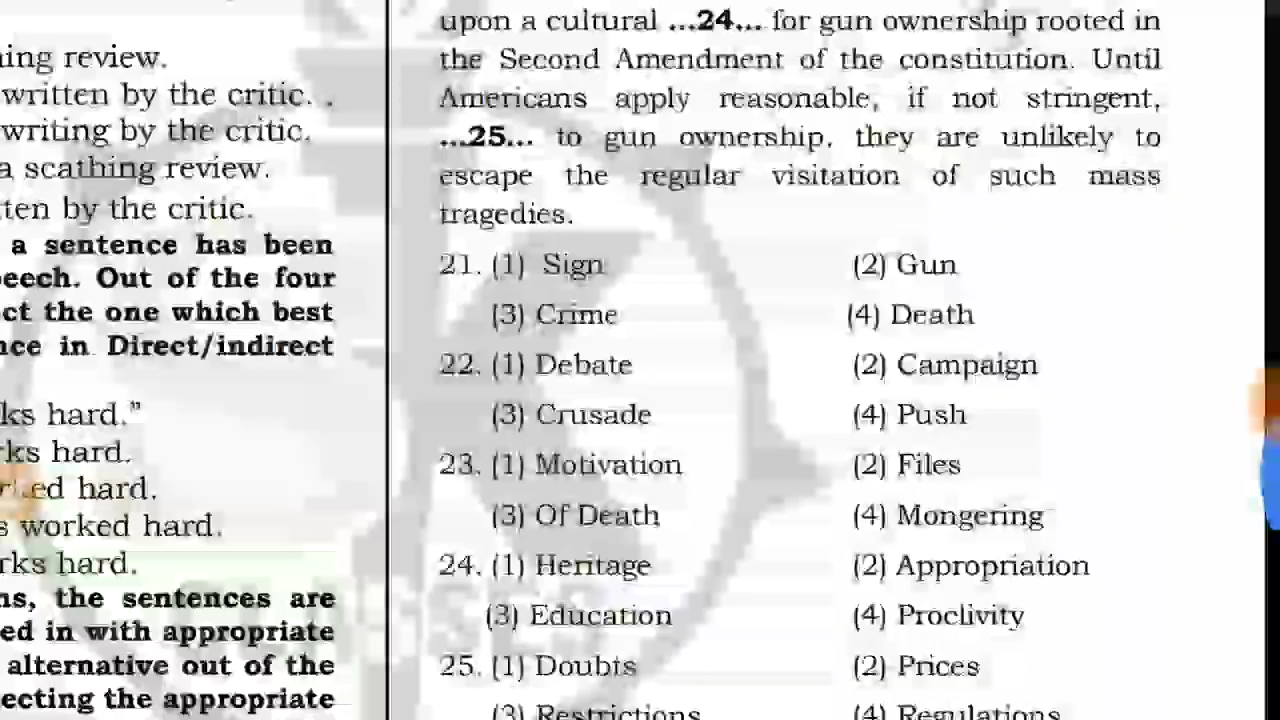 ning review.
written by the critic. .
writing by the critic.
a scathing review.
ten by the critic.
a sentence has been
eech. Out of the four
ct the one which best
nce in Direct/indirect
ks hard."
rks hard.
ed hard.
s worked hard.
rks hard.
ns, the sentences are
ed in with appropriate
alternative out of the
ecting the appropriate
upon a cultural ...24... for gun ownership rooted in
the Second Amendment of the constitution. Until
Americans apply reasonable, if not stringent,
...25... to gun ownership, they are unlikely to
escape the regular visitation of such mass
tragedies.
21. (1) Sign (2) Gun
(3) Crime (4) Death
22. (1) Debate (2) Campaign
(3) Crusade (4) Push
23. (1) Motivation (2) Files
(3) Of Death (4) Mongering
24. (1) Heritage (2) Appropriation
(3) Education (4) Proclivity
25. (1) Doubts (2) Prices
(3) Restrictions (4) Regulations